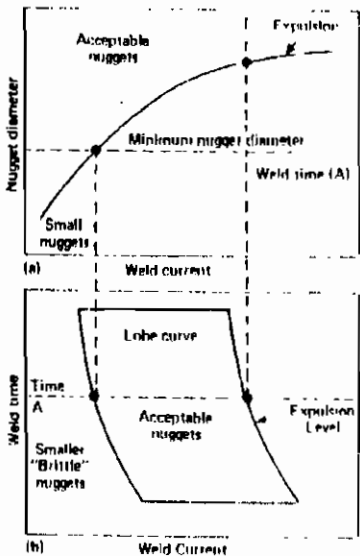 Expulsion
Acceptable
nuggets
Nugget diameter
Minimum nugget diameter
Weld time (A)
Small
nuggets
(a)
Weld current
Lobe curve
Weld time
Time
A
Acceptable
nuggets
Expulsion
Level
Smaller
"Brittle"
nuggets
(b)
Weld Current